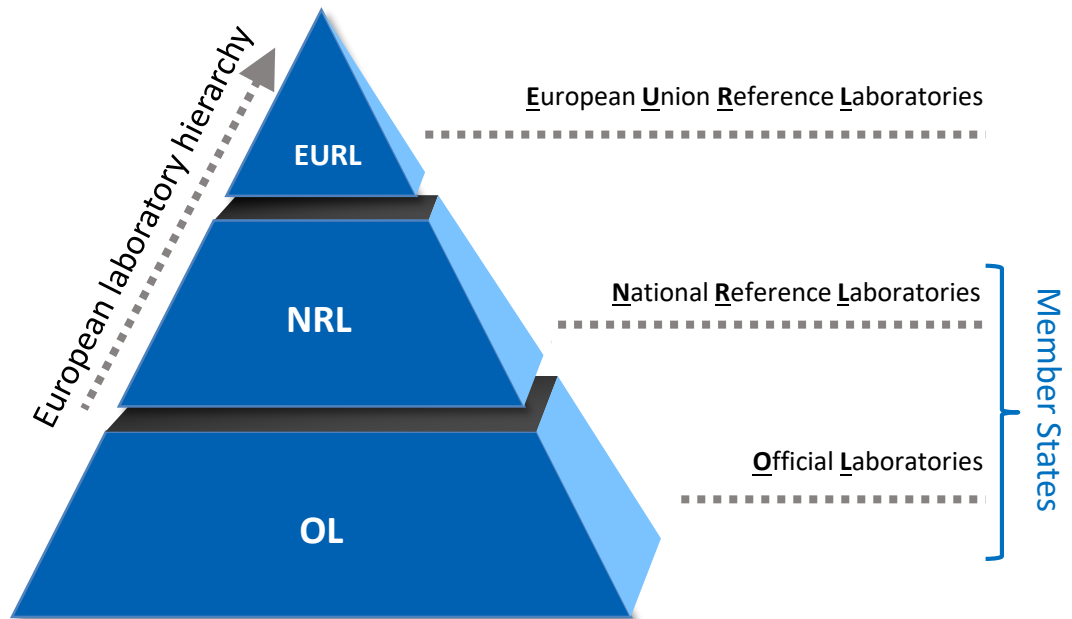 European laboratory hierarchy
EURL
European Union Reference Laboratories
NRL
National Reference Laboratories
OL
Official Laboratories
Member States